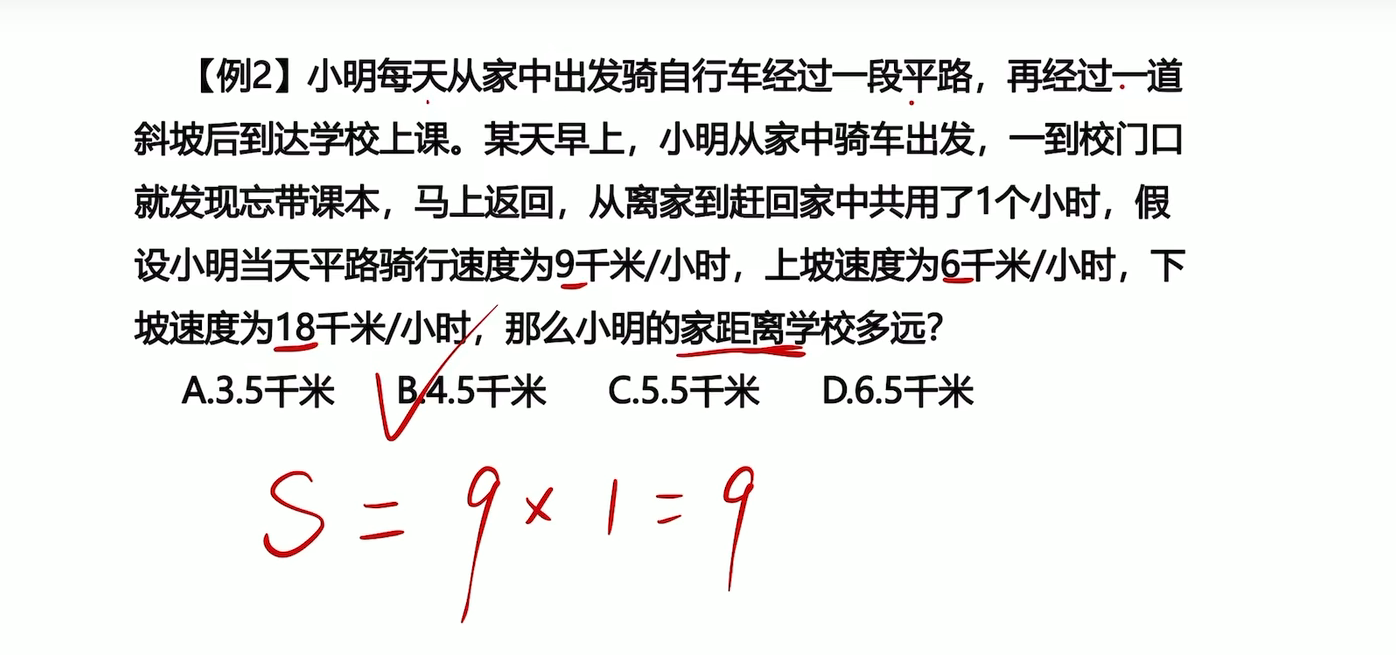 【例2】小明每天从家中出发骑自行车经过一段平路，再经过一道
斜坡后到达学校上课。某天早上，小明从家中骑车出发，一到校门口
就发现忘带课本，马上返回，从离家到赶回家中共用了1个小时，假
设小明当天平路骑行速度为9千米/小时，上坡速度为6千米/小时，下
坡速度为18千米/小时，那么小明的家距离学校多远？
A.3.5千米 B.4.5千米 C.5.5千米 D.6.5千米
S = 9 × 1 = 9